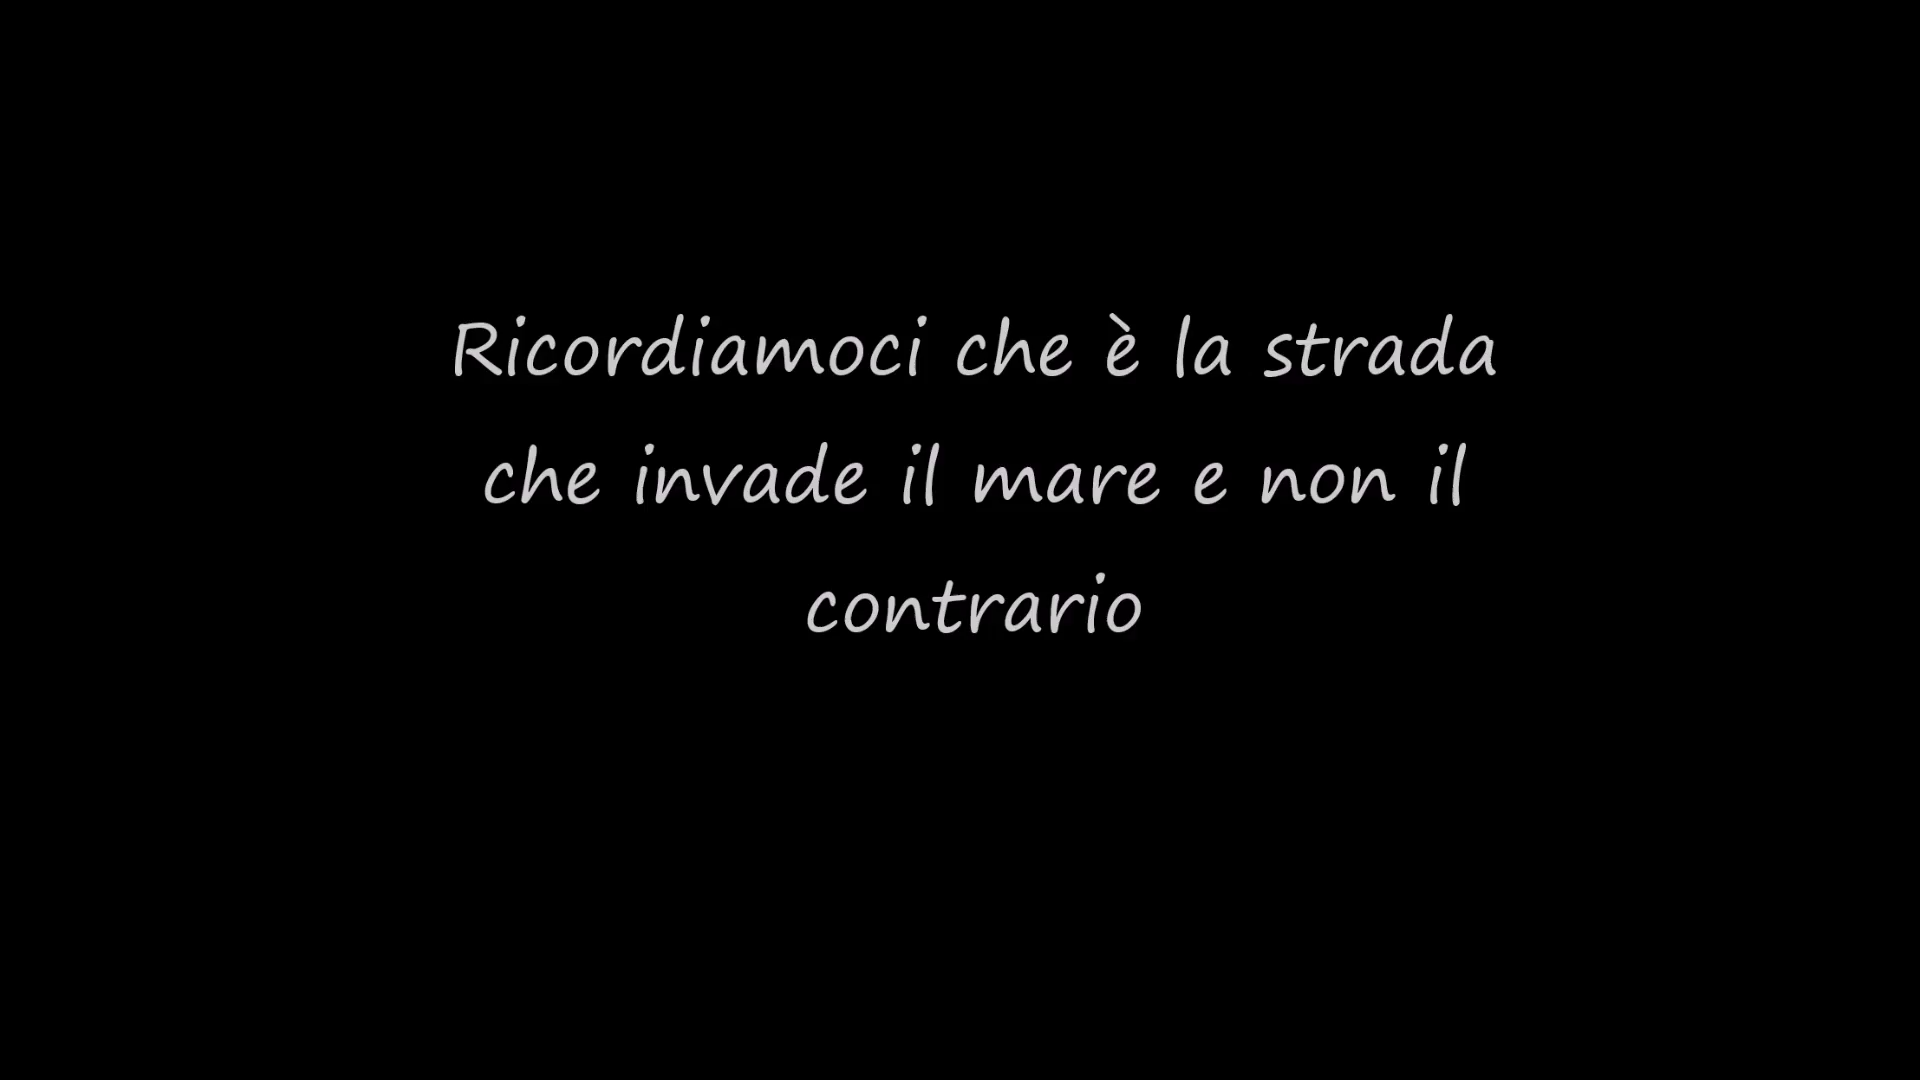 Ricordiamoci che è la strada
che invade il mare e non il
contrario